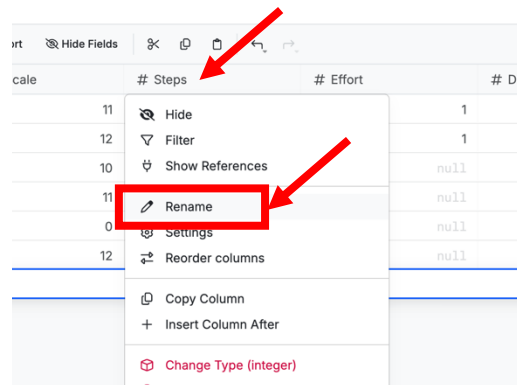 ort Hide Fields
cale # Steps # Effort # D
11 1
12 1
10 null
11 null
0 null
12 null
Hide
Filter
Show References
Rename
Settings
Reorder columns
Copy Column
Insert Column After
Change Type (integer)